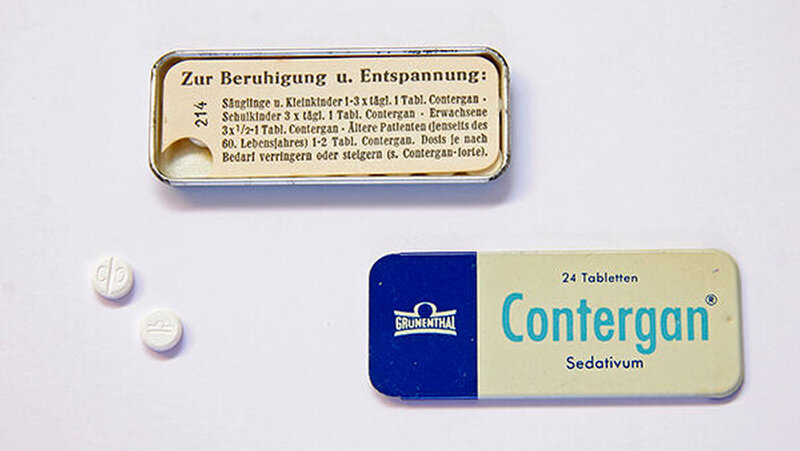 Zur Beruhigung u. Entspannung:
214
Säuglinge u. Kleinkinder 1-3 x tägl. 1 Tabl. Contergan -
Schulkinder 3 x tägl. 1 Tabl. Contergan - Erwachsene
3x ½-1 Tabl. Contergan - Ältere Patienten (jenseits des
60. Lebensjahres) 1-2 Tabl. Contergan. Dosis je nach
Bedarf verringern oder steigern (s. Contergan-forte).
24 Tabletten
Contergan®
Sedativum
GRÜNENTHAL